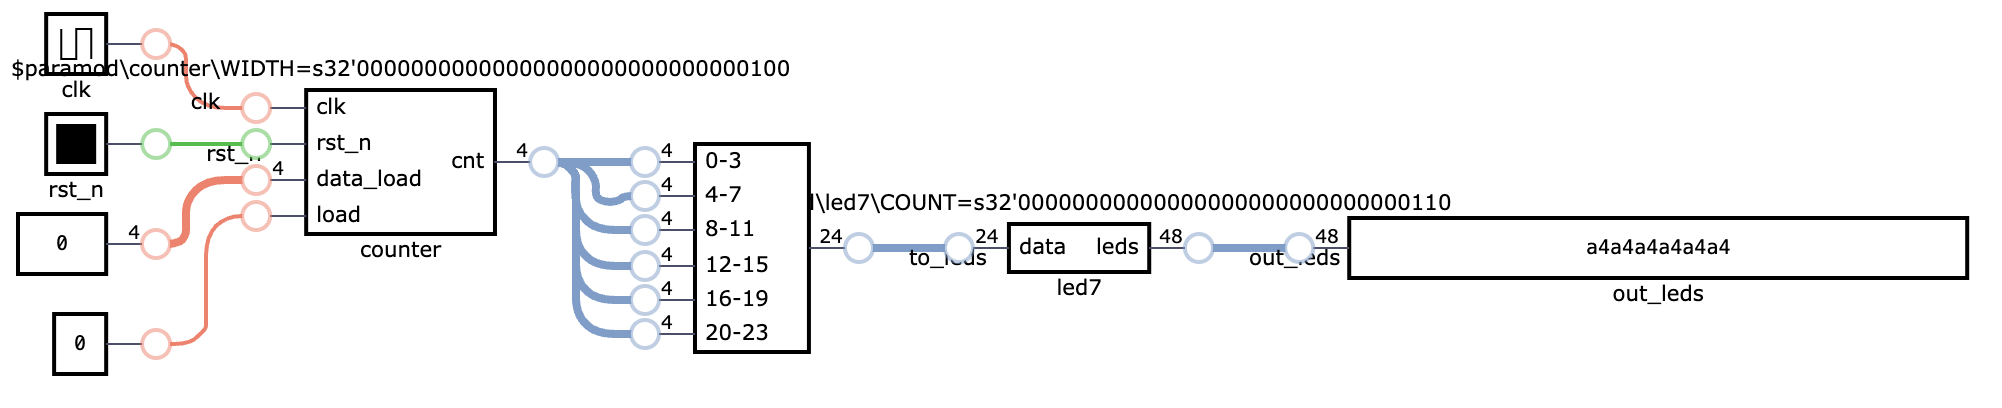 $paramod\counter\WIDTH=s32'00000000000000000000000000000100
clk
clk
clk
rst_n
rst_n
rst_n
4
data_load
load
cnt
counter
0
4
0
4
4
0-3
4
4-7
4
8-11
4
12-15
4
16-19
4
20-23
\led7\COUNT=s32'00000000000000000000000000000110
24
24
to_leds
data
leds
led7
48
48
out_leds
a4a4a4a4a4a4
out_leds